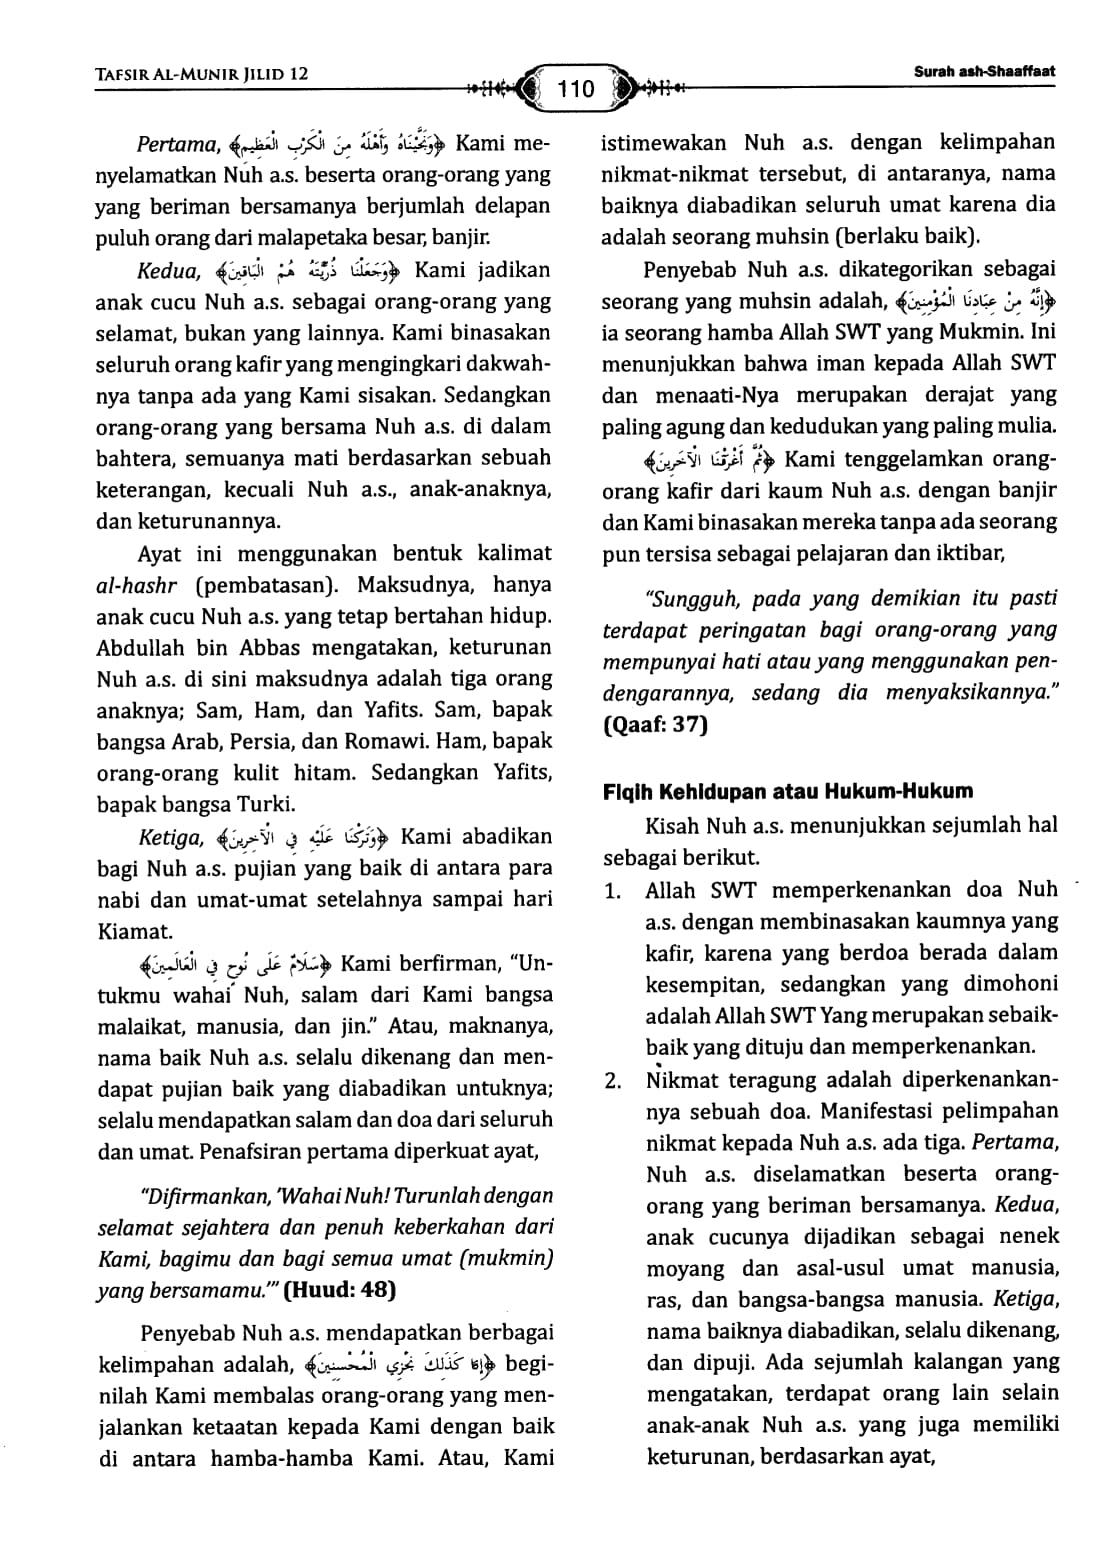 TAFSIR AL-MUNIR JILID 12
110
Surah ash-Shaaffaat
Pertama, ﴿وَنَجَّيْنَاهُ وَأَهْلَهُ مِنَ الْكَرْبِ الْعَظِيمِ﴾ Kami me-
nyelamatkan Nuh a.s. beserta orang-orang yang
yang beriman bersamanya berjumlah delapan
puluh orang dari malapetaka besar, banjir.
Kedua, ﴿وَجَعَلْنَا ذُرِّيَّتَهُ هُمُ الْبَاقِينَ﴾ Kami jadikan
anak cucu Nuh a.s. sebagai orang-orang yang
selamat, bukan yang lainnya. Kami binasakan
seluruh orang kafir yang mengingkari dakwah-
nya tanpa ada yang Kami sisakan. Sedangkan
orang-orang yang bersama Nuh a.s. di dalam
bahtera, semuanya mati berdasarkan sebuah
keterangan, kecuali Nuh a.s., anak-anaknya,
dan keturunannya.
Ayat ini menggunakan bentuk kalimat
al-hashr (pembatasan). Maksudnya, hanya
anak cucu Nuh a.s. yang tetap bertahan hidup.
Abdullah bin Abbas mengatakan, keturunan
Nuh a.s. di sini maksudnya adalah tiga orang
anaknya; Sam, Ham, dan Yafits. Sam, bapak
bangsa Arab, Persia, dan Romawi. Ham, bapak
orang-orang kulit hitam. Sedangkan Yafits,
bapak bangsa Turki.
Ketiga, ﴿وَتَرَكْنَا عَلَيْهِ فِي الْآخِرِينَ﴾ Kami abadikan
bagi Nuh a.s. pujian yang baik di antara para
nabi dan umat-umat setelahnya sampai hari
Kiamat.
﴿سَلَامٌ عَلَى نُوحٍ فِي الْعَالَمِينَ﴾ Kami berfirman, “Un-
tukmu wahai Nuh, salam dari Kami bangsa
malaikat, manusia, dan jin.” Atau, maknanya,
nama baik Nuh a.s. selalu dikenang dan men-
dapat pujian baik yang diabadikan untuknya;
selalu mendapatkan salam dan doa dari seluruh
dan umat. Penafsiran pertama diperkuat ayat,
“Difirmankan, ’Wahai Nuh! Turunlah dengan
selamat sejahtera dan penuh keberkahan dari
Kami, bagimu dan bagi semua umat (mukmin)
yang bersamamu.’” (Huud: 48)
Penyebab Nuh a.s. mendapatkan berbagai
kelimpahan adalah, ﴿إِنَّا كَذَلِكَ نَجْزِي الْمُحْسِنِينَ﴾ begi-
nilah Kami membalas orang-orang yang men-
jalankan ketaatan kepada Kami dengan baik
di antara hamba-hamba Kami. Atau, Kami
istimewakan Nuh a.s. dengan kelimpahan
nikmat-nikmat tersebut, di antaranya, nama
baiknya diabadikan seluruh umat karena dia
adalah seorang muhsin (berlaku baik).
Penyebab Nuh a.s. dikategorikan sebagai
seorang yang muhsin adalah, ﴿إِنَّهُ مِنْ عِبَادِنَا الْمُؤْمِنِينَ﴾
ia seorang hamba Allah SWT yang Mukmin. Ini
menunjukkan bahwa iman kepada Allah SWT
dan menaati-Nya merupakan derajat yang
paling agung dan kedudukan yang paling mulia.
﴿ثُمَّ أَغْرَقْنَا الْآخَرِينَ﴾ Kami tenggelamkan orang-
orang kafir dari kaum Nuh a.s. dengan banjir
dan Kami binasakan mereka tanpa ada seorang
pun tersisa sebagai pelajaran dan iktibar,
“Sungguh, pada yang demikian itu pasti
terdapat peringatan bagi orang-orang yang
mempunyai hati atau yang menggunakan pen-
dengarannya, sedang dia menyaksikannya.”
(Qaaf: 37)
Fiqih Kehidupan atau Hukum-Hukum
Kisah Nuh a.s. menunjukkan sejumlah hal
sebagai berikut.
1. Allah SWT memperkenankan doa Nuh
a.s. dengan membinasakan kaumnya yang
kafir, karena yang berdoa berada dalam
kesempitan, sedangkan yang dimohoni
adalah Allah SWT Yang merupakan sebaik-
baik yang dituju dan memperkenankan.
2. Nikmat teragung adalah diperkenankan-
nya sebuah doa. Manifestasi pelimpahan
nikmat kepada Nuh a.s. ada tiga. Pertama,
Nuh a.s. diselamatkan beserta orang-
orang yang beriman bersamanya. Kedua,
anak cucunya dijadikan sebagai nenek
moyang dan asal-usul umat manusia,
ras, dan bangsa-bangsa manusia. Ketiga,
nama baiknya diabadikan, selalu dikenang,
dan dipuji. Ada sejumlah kalangan yang
mengatakan, terdapat orang lain selain
anak-anak Nuh a.s. yang juga memiliki
keturunan, berdasarkan ayat,